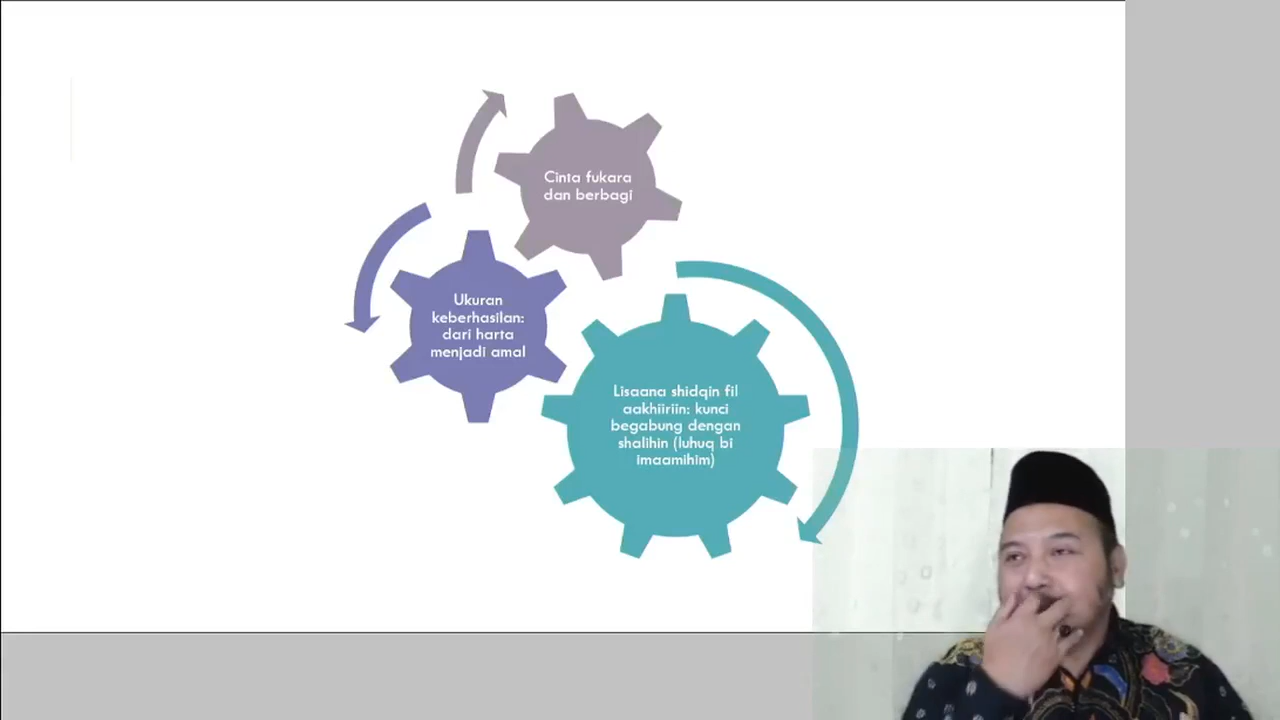 Cinta fukara
dan berbagi
Ukuran
keberhasilan:
dari harta
menjadi amal
Lisaana shidqin fil
aakhiiriin: kunci
begabung dengan
shalihin (luhuq bi
imaamihim)